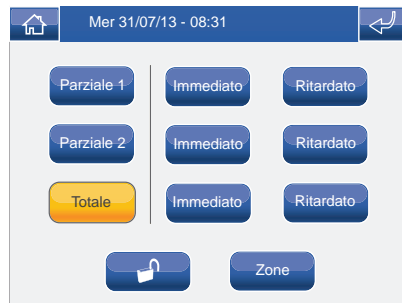 Mer 31/07/13 - 08:31
Parziale 1 Immediato Ritardato
Parziale 2 Immediato Ritardato
Totale Immediato Ritardato
Zone